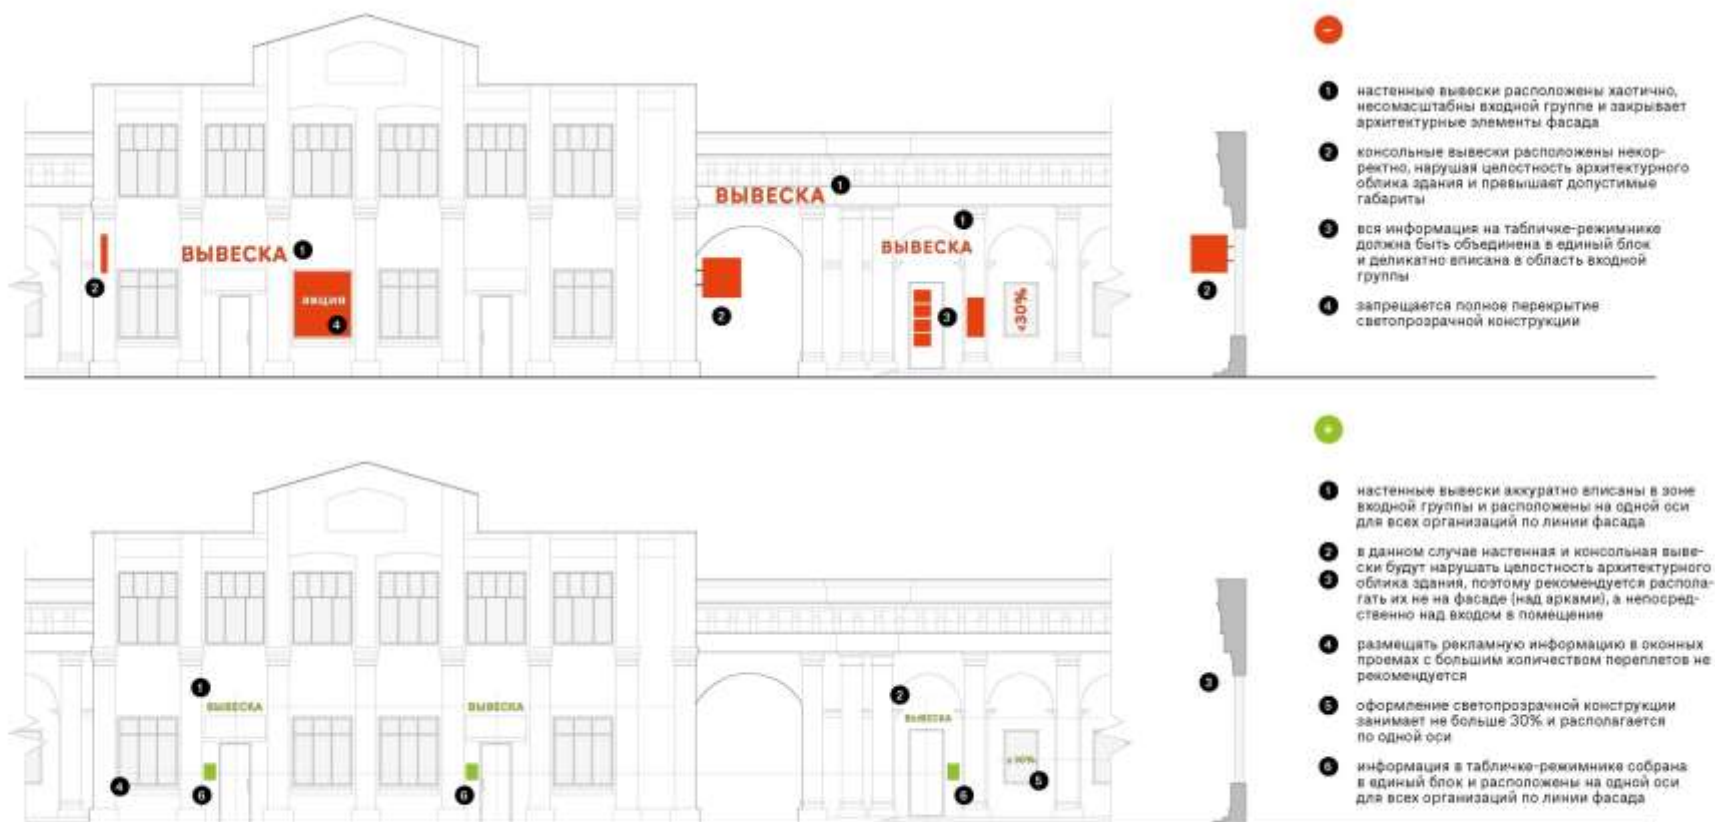 −
1 настенные вывески расположены хаотично,
несомасштабны входной группе и закрывает
архитектурные элементы фасада
2 консольные вывески расположены некор-
ректно, нарушая целостность архитектурного
облика здания и превышает допустимые
габариты
3 вся информация на табличке-режимнике
должна быть объединена в единый блок
и деликатно вписана в область входной
группы
4 запрещается полное перекрытие
светопрозрачной конструкции
ВЫВЕСКА 1
ВЫВЕСКА 1
1
ВЫВЕСКА
2
акция
4
2
3
<30%
2
+
1 настенные вывески аккуратно вписаны в зоне
входной группы и расположены на одной оси
для всех организаций по линии фасада
2 в данном случае настенная и консольная выве-
3 ски будут нарушать целостность архитектурного
облика здания, поэтому рекомендуется распола-
гать их не на фасаде (над арками), а непосред-
ственно над входом в помещение
4 размещать рекламную информацию в оконных
проемах с большим количеством переплетов не
рекомендуется
5 оформление светопрозрачной конструкции
занимает не больше 30% и располагается
по одной оси
6 информация в табличке-режимнике собрана
в единый блок и расположены на одной оси
для всех организаций по линии фасада
1
ВЫВЕСКА
ВЫВЕСКА
2
ВЫВЕСКА
3
4
6
6
6
5